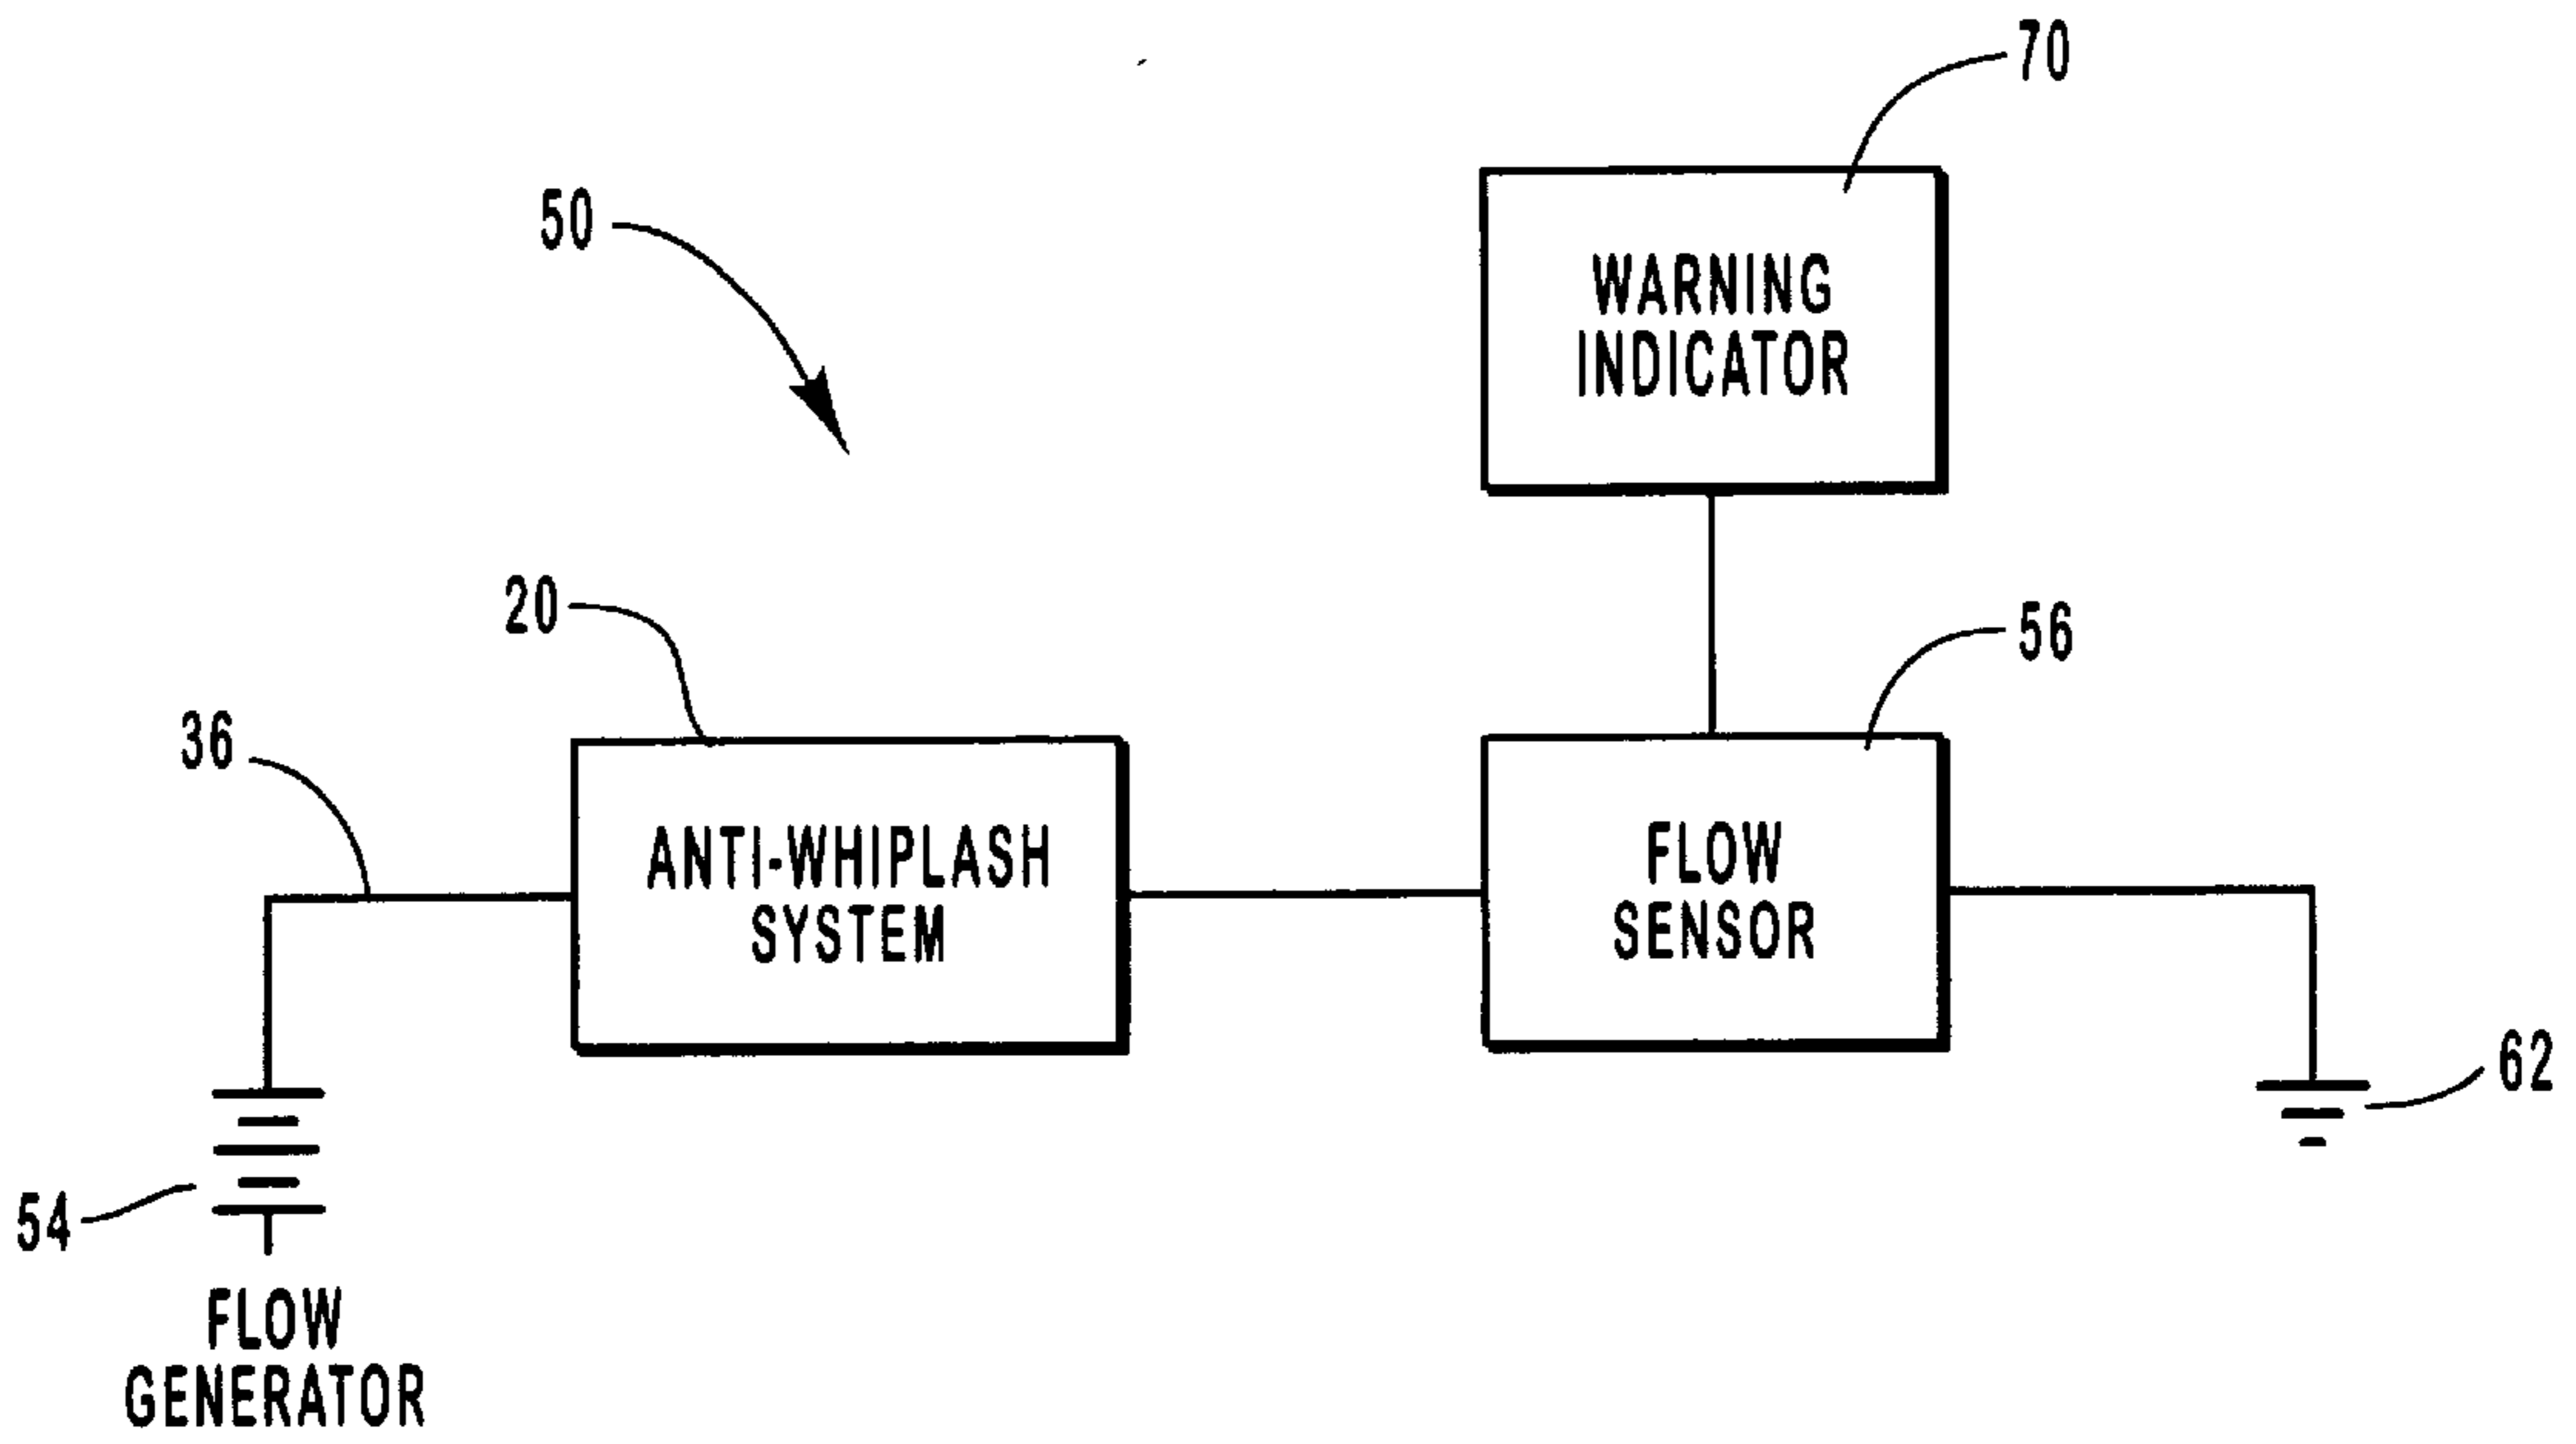 70
50
WARNING
INDICATOR
20
56
36
ANTI-WHIPLASH
SYSTEM
FLOW
SENSOR
62
54
FLOW
GENERATOR